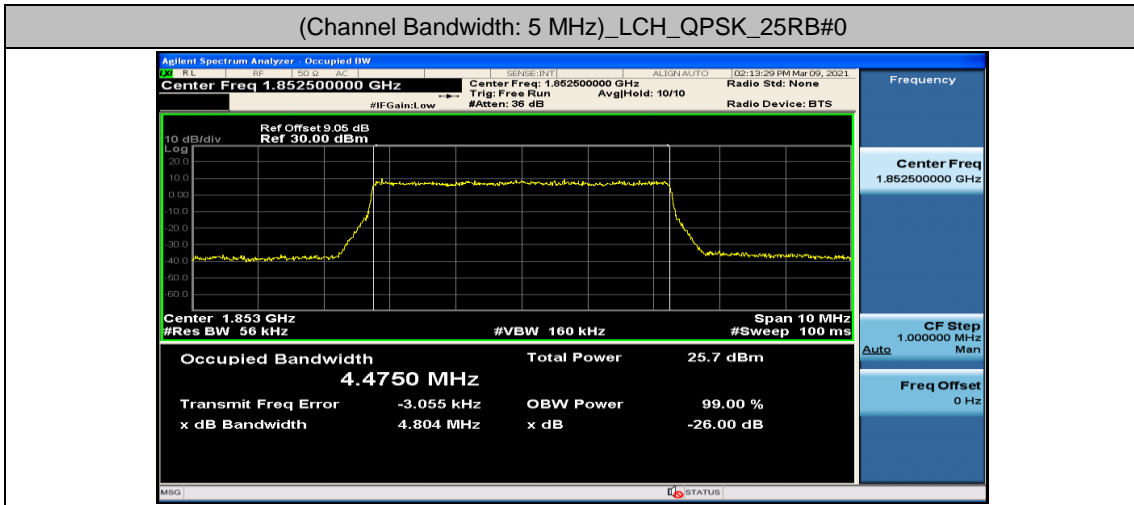 (Channel Bandwidth: 5 MHz)_LCH_QPSK_25RB#0
Agilent Spectrum Analyzer - Occupied BW
LXI RL RF 50 Ω AC SENSE:INT ALIGN AUTO 02:13:29 PM Mar 09, 2021
Center Freq 1.852500000 GHz
Center Freq: 1.852500000 GHz
Radio Std: None
Trig: Free Run Avg|Hold: 10/10
#IFGain:Low
#Atten: 36 dB
Radio Device: BTS
Frequency
Ref Offset 9.05 dB
10 dB/div Ref 30.00 dBm
Log
20.0
10.0
0.00
-10.0
-20.0
-30.0
-40.0
-50.0
-60.0
Center 1.853 GHz Span 10 MHz
#Res BW 56 kHz #VBW 160 kHz #Sweep 100 ms
Center Freq
1.852500000 GHz
CF Step
1.000000 MHz
Auto Man
Freq Offset
0 Hz
Occupied Bandwidth Total Power 25.7 dBm
4.4750 MHz
Transmit Freq Error -3.055 kHz OBW Power 99.00 %
x dB Bandwidth 4.804 MHz x dB -26.00 dB
MSG STATUS